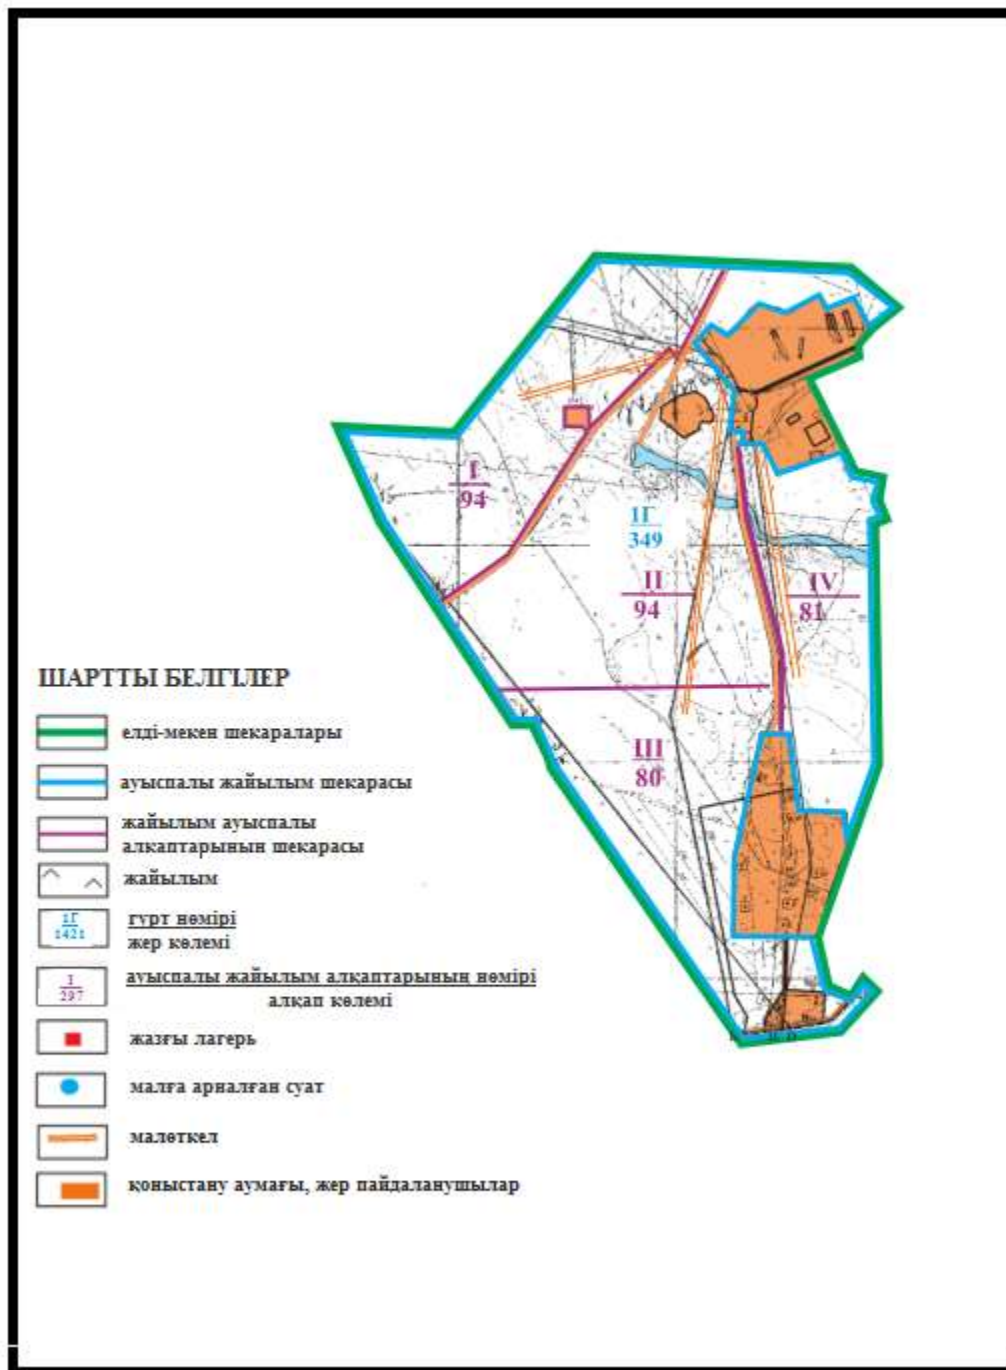 I
94
1Г
349
II
94
IV
81
III
80
ШАРТТЫ БЕЛГІЛЕР
елді-мекен шекаралары
ауыспалы жайылым шекарасы
жайылым ауыспалы
алқаптарының шекарасы
жайылым
1Г
1421
гурт нөмірі
жер көлемі
I
297
ауыспалы жайылым алқаптарының нөмірі
алқап көлемі
жазғы лагерь
малға арналған суат
малөткел
қоныстану аумағы, жер пайдаланушылар